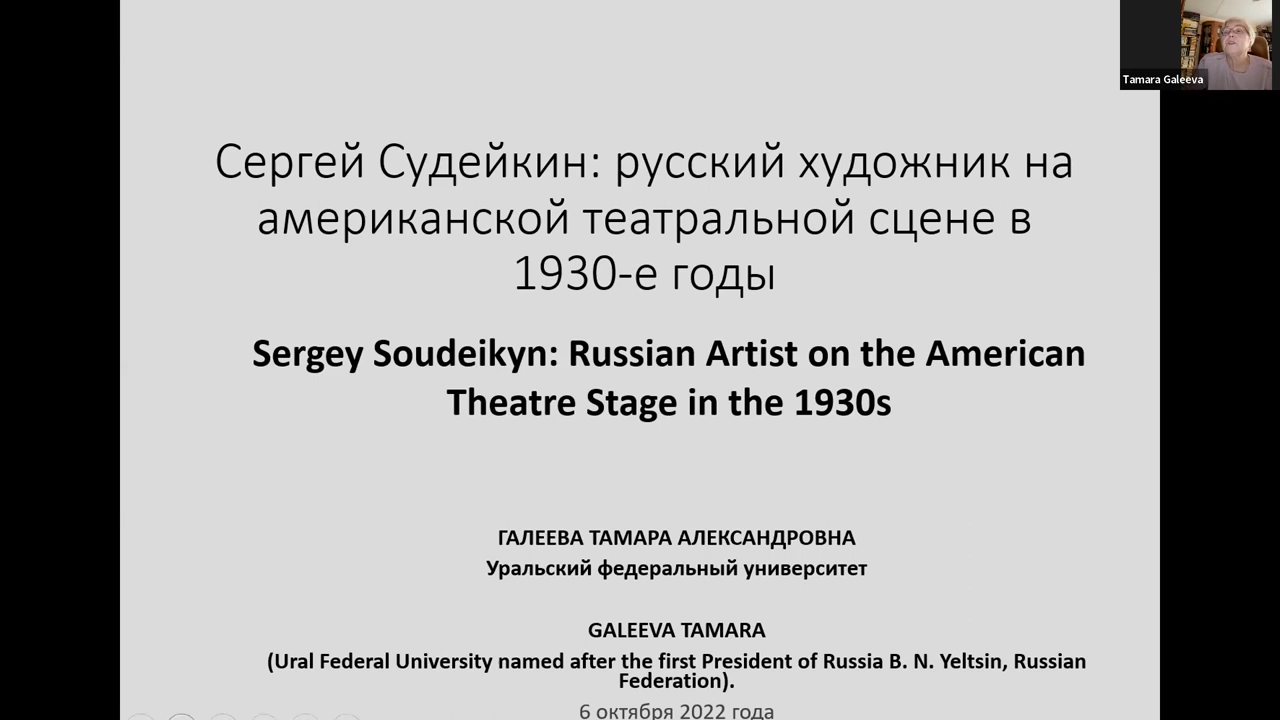 Tamara Galeeva
Сергей Судейкин: русский художник на
американской театральной сцене в
1930-е годы
Sergey Soudeikyn: Russian Artist on the American
Theatre Stage in the 1930s
ГАЛЕЕВА ТАМАРА АЛЕКСАНДРОВНА
Уральский федеральный университет
GALEEVA TAMARA
(Ural Federal University named after the first President of Russia B. N. Yeltsin, Russian
Federation).
6 октября 2022 года